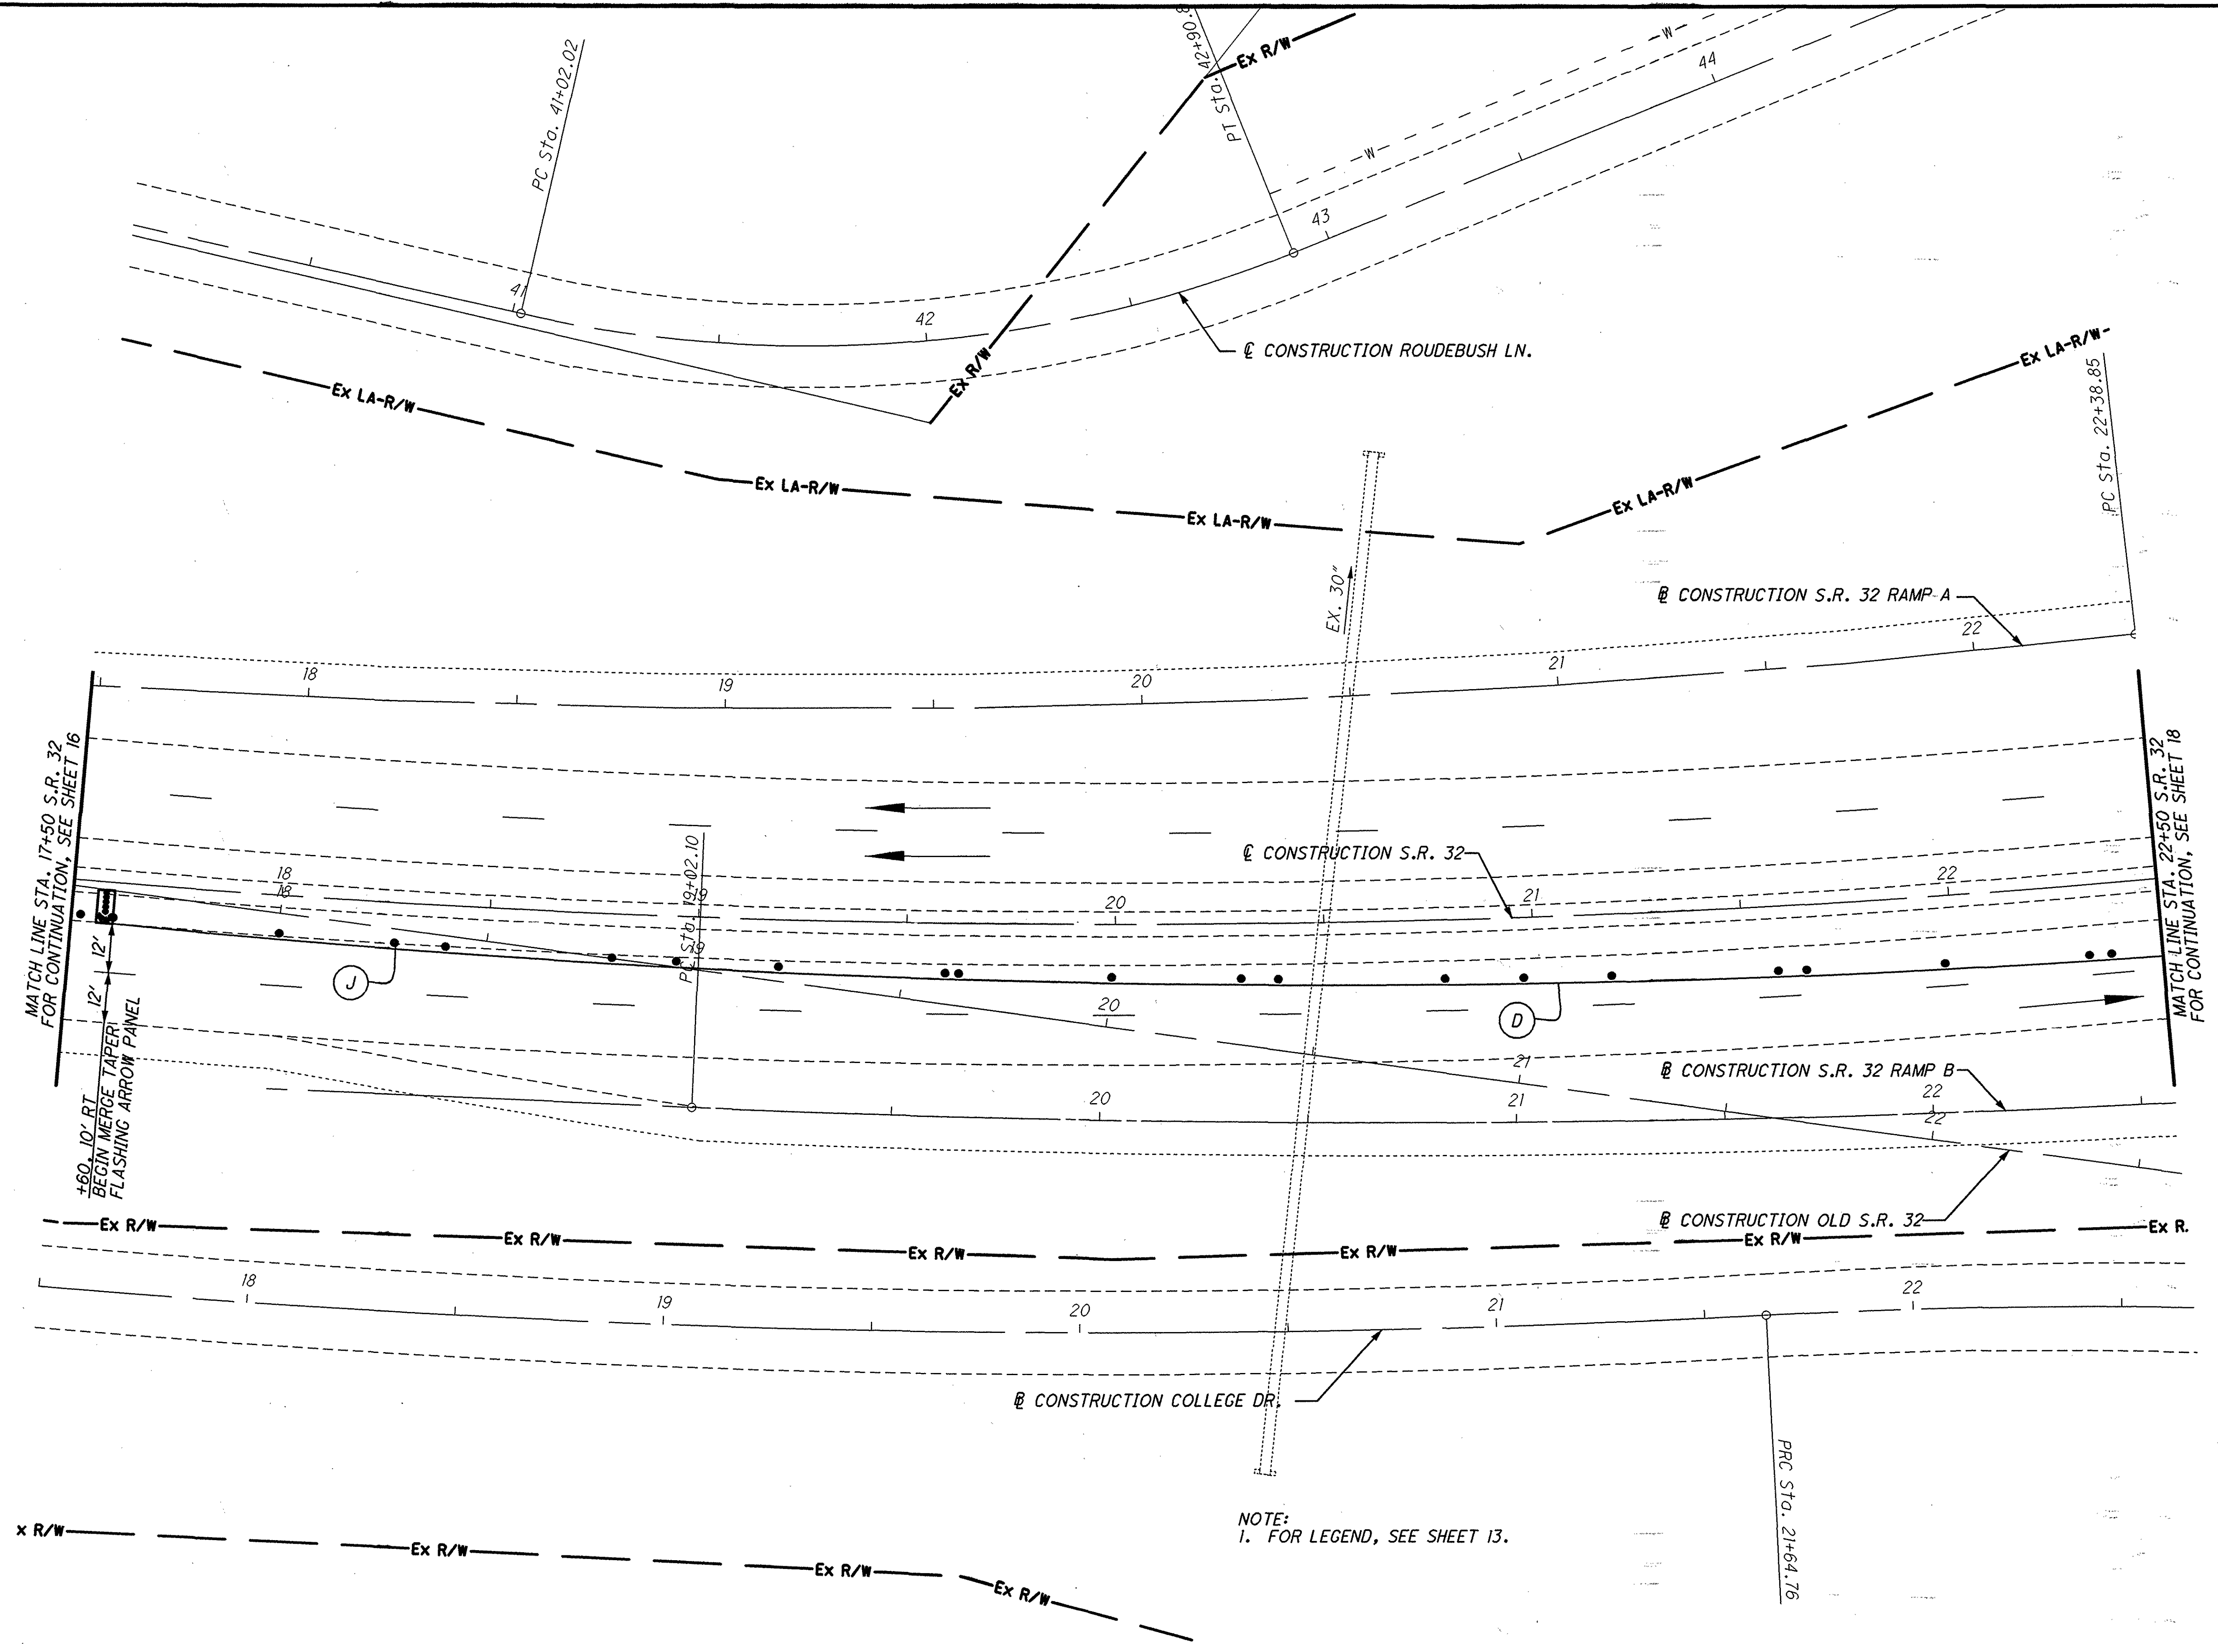 PC Sta. 41+02.02
PT Sta. 42+90.8
Ex R/W
W
44
W
43
41
42
Ex R/W
℄ CONSTRUCTION ROUDEBUSH LN.
Ex LA-R/W
Ex LA-R/W
PC Sta. 22+38.85
Ex LA-R/W
Ex LA-R/W
Ex LA-R/W
EX. 30"
℄ CONSTRUCTION S.R. 32 RAMP A
18
19
20
21
22
MATCH LINE STA. 17+50 S.R. 32
FOR CONTINUATION, SEE SHEET 16
MATCH LINE STA. 22+50 S.R. 32
FOR CONTINUATION, SEE SHEET 18
℄ CONSTRUCTION S.R. 32
18
18
19
20
21
22
PC Sta. 19+02.10
19
12'
12'
J
D
20
21
+60, 10' RT
BEGIN MERGE TAPER
FLASHING ARROW PANEL
℄ CONSTRUCTION S.R. 32 RAMP B
20
21
22
22
℄ CONSTRUCTION OLD S.R. 32
Ex R/W
Ex R/W
Ex R/W
Ex R/W
Ex R/W
Ex R.
18
19
20
21
22
℄ CONSTRUCTION COLLEGE DR.
PRC Sta. 21+64.76
NOTE:
1. FOR LEGEND, SEE SHEET 13.
x R/W
Ex R/W
Ex R/W
Ex R/W